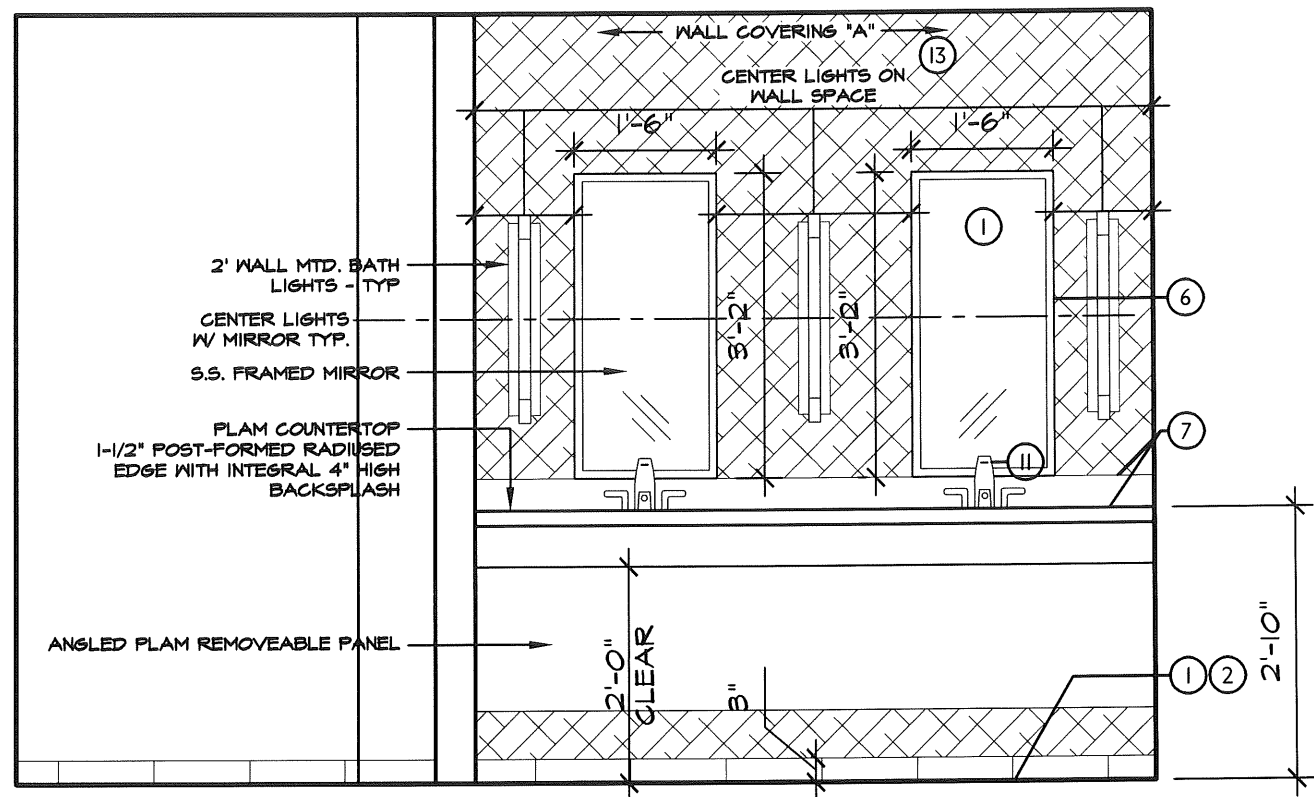 WALL COVERING "A"
13
CENTER LIGHTS ON
WALL SPACE
1'-6"
1'-6"
1
2' WALL MTD. BATH
LIGHTS - TYP
6
CENTER LIGHTS
W/ MIRROR TYP.
3'-2"
3'-2"
S.S. FRAMED MIRROR
PLAM COUNTERTOP
1-1/2" POST-FORMED RADIUSED
EDGE WITH INTEGRAL 4" HIGH
BACKSPLASH
7
11
ANGLED PLAM REMOVEABLE PANEL
2'-0"
CLEAR
3"
1
2
2'-10"